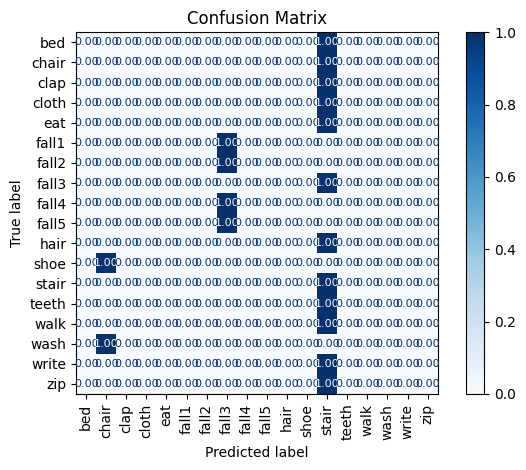 Confusion Matrix
True label
bed 0.00 0.00 0.00 0.00 0.00 0.00 0.00 0.00 0.00 0.00 0.00 0.00 1.00 0.00 0.00 0.00 0.00 0.00
chair 0.00 0.00 0.00 0.00 0.00 0.00 0.00 0.00 0.00 0.00 0.00 0.00 1.00 0.00 0.00 0.00 0.00 0.00
clap 0.00 0.00 0.00 0.00 0.00 0.00 0.00 0.00 0.00 0.00 0.00 0.00 1.00 0.00 0.00 0.00 0.00 0.00
cloth 0.00 0.00 0.00 0.00 0.00 0.00 0.00 0.00 0.00 0.00 0.00 0.00 1.00 0.00 0.00 0.00 0.00 0.00
eat 0.00 0.00 0.00 0.00 0.00 0.00 0.00 0.00 0.00 0.00 0.00 0.00 1.00 0.00 0.00 0.00 0.00 0.00
fall1 0.00 0.00 0.00 0.00 0.00 0.00 0.00 1.00 0.00 0.00 0.00 0.00 0.00 0.00 0.00 0.00 0.00 0.00
fall2 0.00 0.00 0.00 0.00 0.00 0.00 0.00 1.00 0.00 0.00 0.00 0.00 0.00 0.00 0.00 0.00 0.00 0.00
fall3 0.00 0.00 0.00 0.00 0.00 0.00 0.00 0.00 0.00 0.00 0.00 0.00 1.00 0.00 0.00 0.00 0.00 0.00
fall4 0.00 0.00 0.00 0.00 0.00 0.00 0.00 1.00 0.00 0.00 0.00 0.00 0.00 0.00 0.00 0.00 0.00 0.00
fall5 0.00 0.00 0.00 0.00 0.00 0.00 0.00 1.00 0.00 0.00 0.00 0.00 0.00 0.00 0.00 0.00 0.00 0.00
hair 0.00 0.00 0.00 0.00 0.00 0.00 0.00 0.00 0.00 0.00 0.00 0.00 1.00 0.00 0.00 0.00 0.00 0.00
shoe 0.00 1.00 0.00 0.00 0.00 0.00 0.00 0.00 0.00 0.00 0.00 0.00 0.00 0.00 0.00 0.00 0.00 0.00
stair 0.00 0.00 0.00 0.00 0.00 0.00 0.00 0.00 0.00 0.00 0.00 0.00 1.00 0.00 0.00 0.00 0.00 0.00
teeth 0.00 0.00 0.00 0.00 0.00 0.00 0.00 0.00 0.00 0.00 0.00 0.00 1.00 0.00 0.00 0.00 0.00 0.00
walk 0.00 0.00 0.00 0.00 0.00 0.00 0.00 0.00 0.00 0.00 0.00 0.00 1.00 0.00 0.00 0.00 0.00 0.00
wash 0.00 1.00 0.00 0.00 0.00 0.00 0.00 0.00 0.00 0.00 0.00 0.00 0.00 0.00 0.00 0.00 0.00 0.00
write 0.00 0.00 0.00 0.00 0.00 0.00 0.00 0.00 0.00 0.00 0.00 0.00 1.00 0.00 0.00 0.00 0.00 0.00
zip 0.00 0.00 0.00 0.00 0.00 0.00 0.00 0.00 0.00 0.00 0.00 0.00 1.00 0.00 0.00 0.00 0.00 0.00
bed chair clap cloth eat fall1 fall2 fall3 fall4 fall5 hair shoe stair teeth walk wash write zip
Predicted label
1.0
0.8
0.6
0.4
0.2
0.0